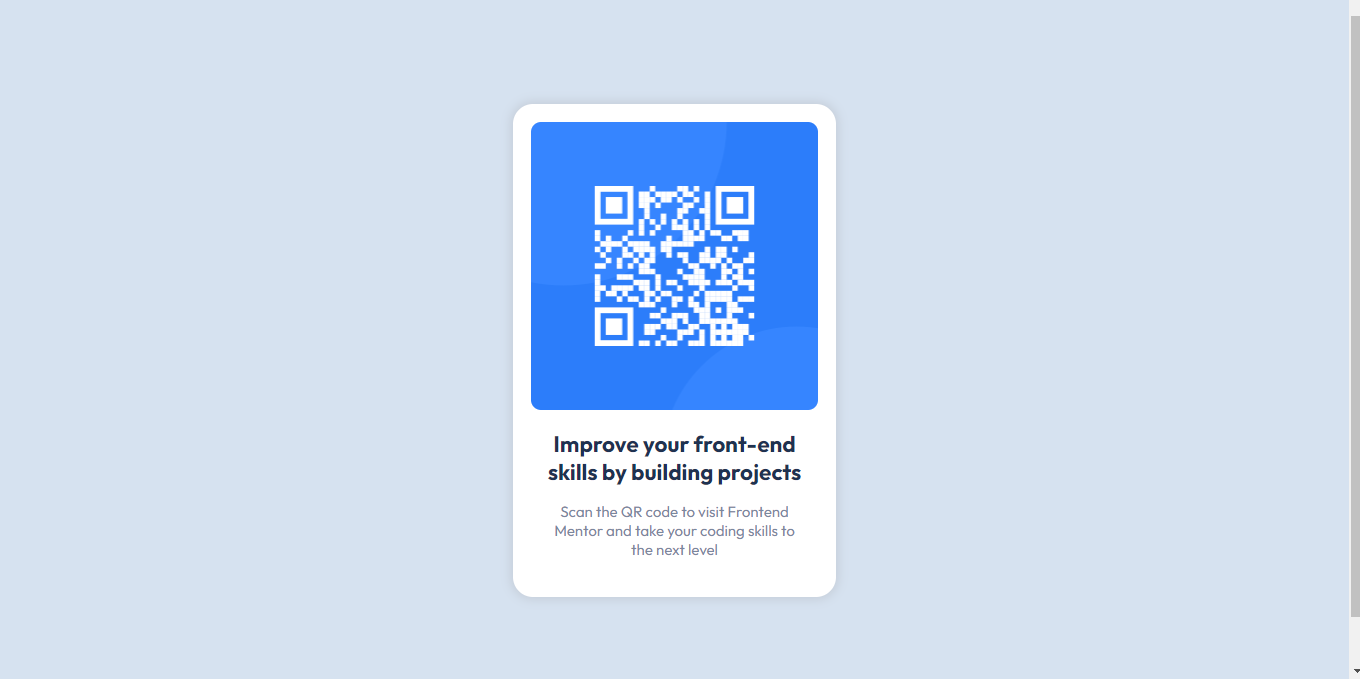 Improve your front-end
skills by building projects
Scan the QR code to visit Frontend
Mentor and take your coding skills to
the next level